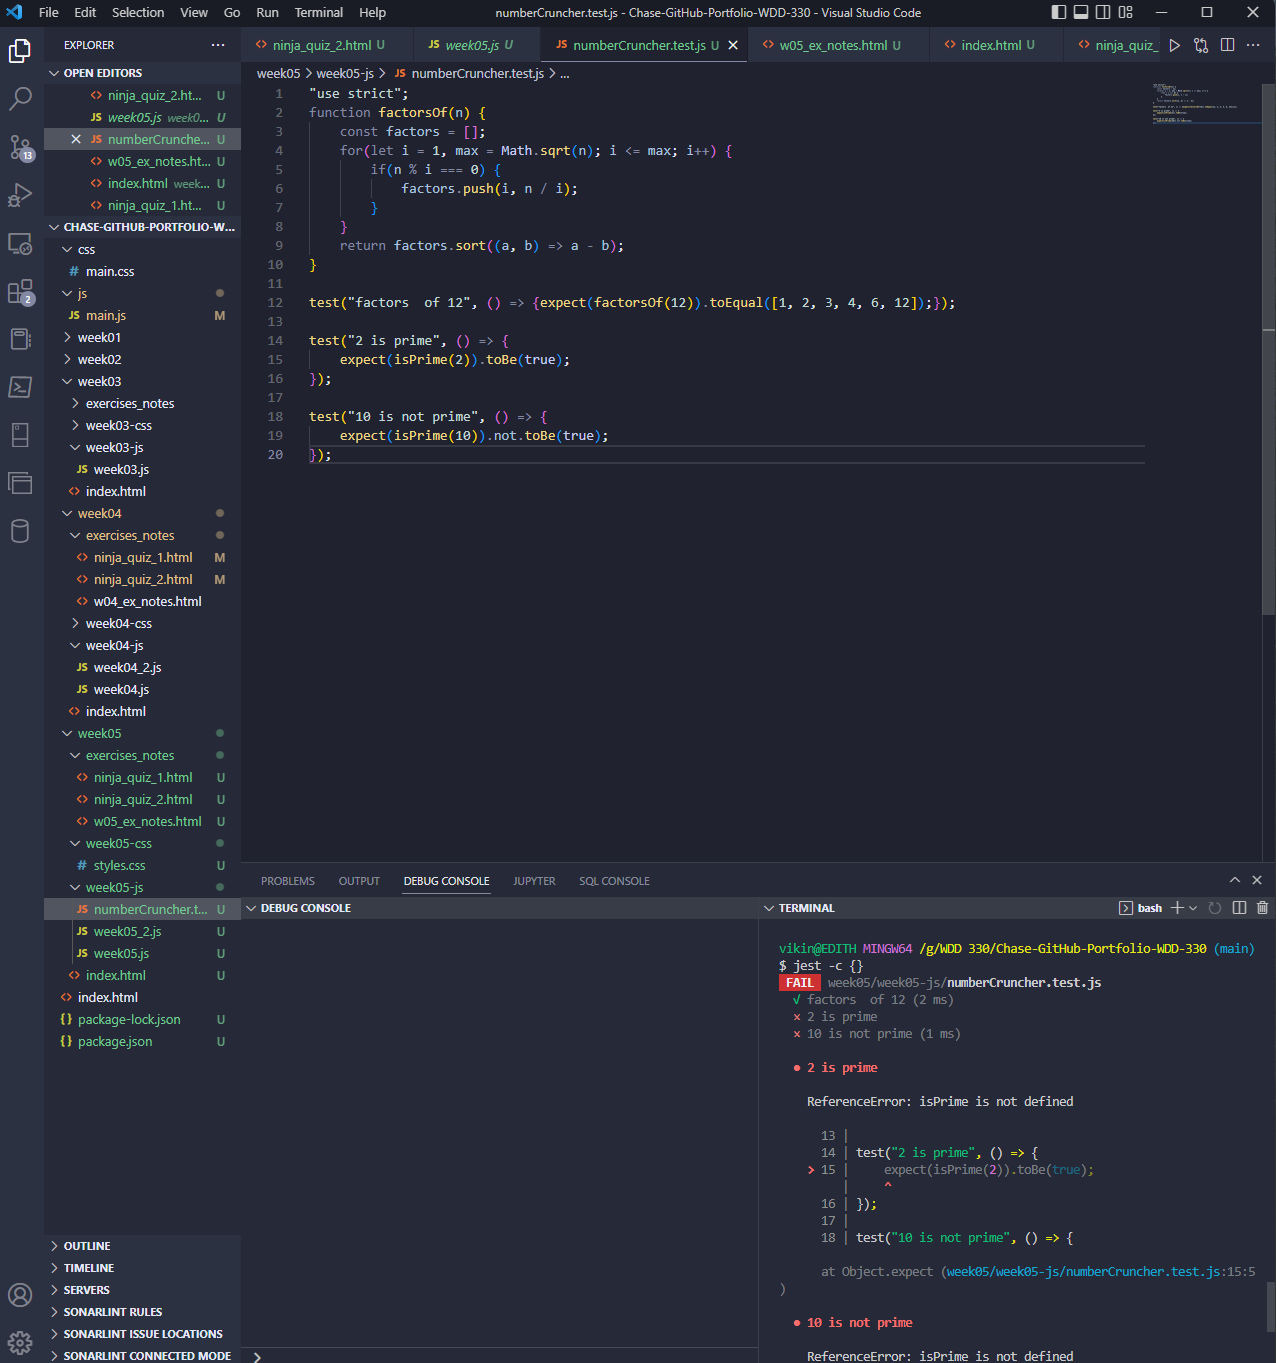 File Edit Selection View Go Run Terminal Help
numberCruncher.test.js - Chase-GitHub-Portfolio-WDD-330 - Visual Studio Code
EXPLORER
ninja_quiz_2.html U
week05.js U
numberCruncher.test.js U
w05_ex_notes.html U
index.html U
ninja_quiz_
OPEN EDITORS
ninja_quiz_2.ht... U
week05.js week0... U
numberCrunche... U
w05_ex_notes.ht... U
index.html week... U
ninja_quiz_1.ht... U
CHASE-GITHUB-PORTFOLIO-W...
css
# main.css
js
JS main.js M
week01
week02
week03
exercises_notes
week03-css
week03-js
JS week03.js
index.html
week04
exercises_notes
ninja_quiz_1.html M
ninja_quiz_2.html M
w04_ex_notes.html
week04-css
week04-js
JS week04_2.js
JS week04.js
index.html
week05
exercises_notes
ninja_quiz_1.html U
ninja_quiz_2.html U
w05_ex_notes.html U
week05-css
# styles.css U
week05-js
JS numberCruncher.t... U
JS week05_2.js U
JS week05.js U
index.html U
index.html
{} package-lock.json U
{} package.json U
OUTLINE
TIMELINE
SERVERS
SONARLINT RULES
SONARLINT ISSUE LOCATIONS
SONARLINT CONNECTED MODE
13
2
week05 > week05-js > JS numberCruncher.test.js > ...
1 "use strict";
2 function factorsOf(n) {
3 const factors = [];
4 for(let i = 1, max = Math.sqrt(n); i <= max; i++) {
5 if(n % i === 0) {
6 factors.push(i, n / i);
7 }
8 }
9 return factors.sort((a, b) => a - b);
10 }
11
12 test("factors  of 12", () => {expect(factorsOf(12)).toEqual([1, 2, 3, 4, 6, 12]);});
13
14 test("2 is prime", () => {
15 expect(isPrime(2)).toBe(true);
16 });
17
18 test("10 is not prime", () => {
19 expect(isPrime(10)).not.toBe(true);
20 });
PROBLEMS OUTPUT DEBUG CONSOLE JUPYTER SQL CONSOLE
DEBUG CONSOLE
TERMINAL
bash
vikin@EDITH MINGW64 /g/WDD 330/Chase-GitHub-Portfolio-WDD-330 (main)
$ jest -c {}
FAIL week05/week05-js/numberCruncher.test.js
√ factors  of 12 (2 ms)
× 2 is prime
× 10 is not prime (1 ms)
● 2 is prime
ReferenceError: isPrime is not defined
13 |
14 | test("2 is prime", () => {
> 15 | expect(isPrime(2)).toBe(true);
| ^
16 | });
17 |
18 | test("10 is not prime", () => {
at Object.expect (week05/week05-js/numberCruncher.test.js:15:5
)
● 10 is not prime
ReferenceError: isPrime is not defined